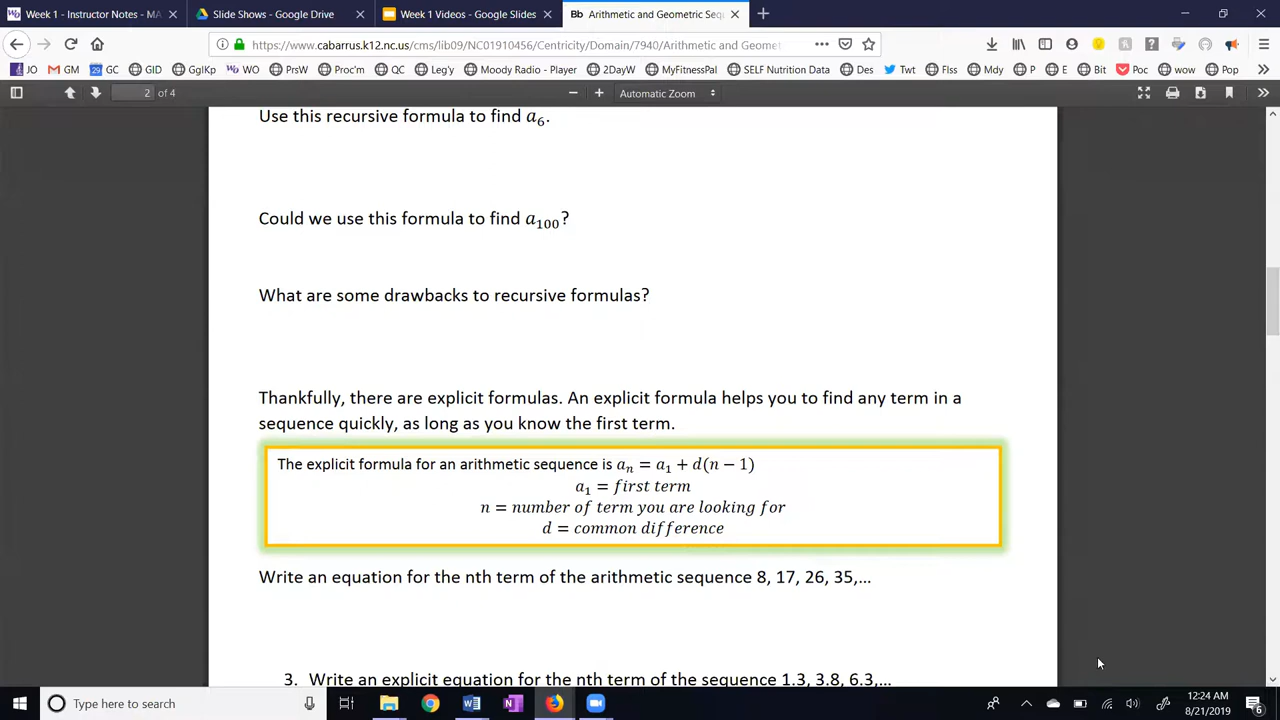 Week 1 - Instructor Notes - MA
Slide Shows - Google Drive
Week 1 Videos - Google Slides
Bb Arithmetic and Geometric Seq
https://www.cabarrus.k12.nc.us/cms/lib09/NC01910456/Centricity/Domain/7940/Arithmetic and Geomet
JO GM 29 GC GID GglKp WO PrsW Proc'm QC Leg'y Moody Radio - Player 2DayW MyFitnessPal SELF Nutrition Data Des Twt Flss Mdy P E Bit Poc wow Pop
2 of 4
Automatic Zoom
Use this recursive formula to find a₆.
Could we use this formula to find a₁₀₀?
What are some drawbacks to recursive formulas?
Thankfully, there are explicit formulas. An explicit formula helps you to find any term in a
sequence quickly, as long as you know the first term.
The explicit formula for an arithmetic sequence is aₙ = a₁ + d(n − 1)
a₁ = first term
n = number of term you are looking for
d = common difference
Write an equation for the nth term of the arithmetic sequence 8, 17, 26, 35,...
3. Write an explicit equation for the nth term of the sequence 1.3, 3.8, 6.3,...
Type here to search
12:24 AM
8/21/2019
6